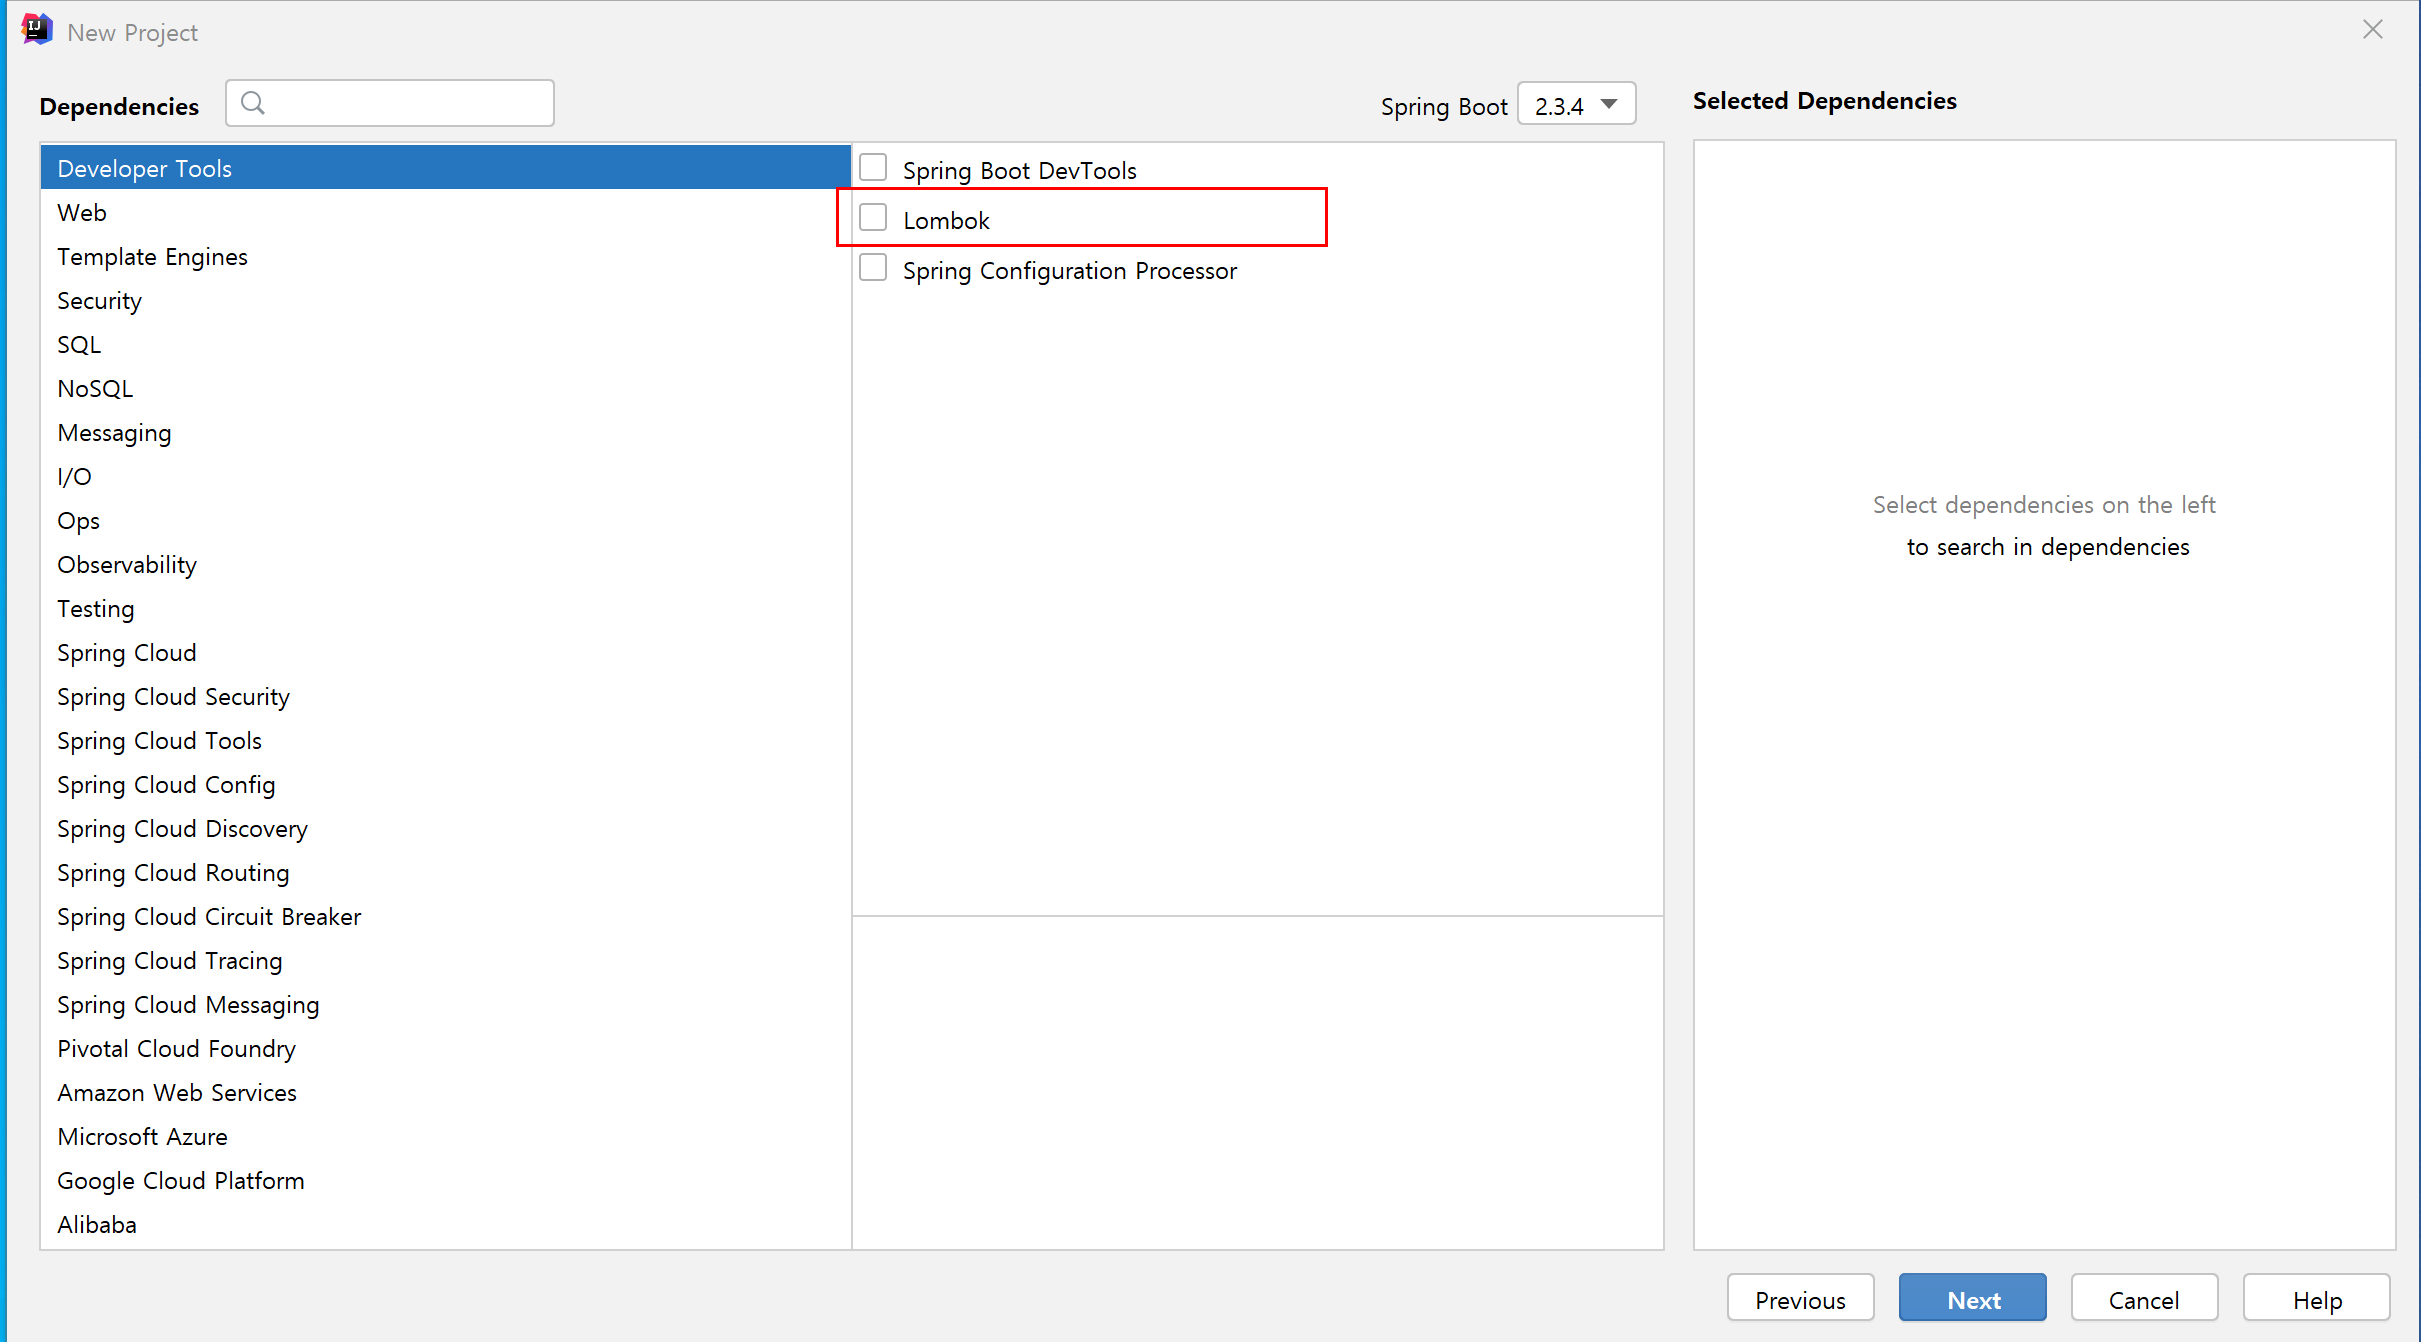 New Project
Dependencies
Spring Boot 2.3.4
Selected Dependencies
Developer Tools
Web
Template Engines
Security
SQL
NoSQL
Messaging
I/O
Ops
Observability
Testing
Spring Cloud
Spring Cloud Security
Spring Cloud Tools
Spring Cloud Config
Spring Cloud Discovery
Spring Cloud Routing
Spring Cloud Circuit Breaker
Spring Cloud Tracing
Spring Cloud Messaging
Pivotal Cloud Foundry
Amazon Web Services
Microsoft Azure
Google Cloud Platform
Alibaba
Spring Boot DevTools
Lombok
Spring Configuration Processor
Select dependencies on the left
to search in dependencies
Previous
Next
Cancel
Help